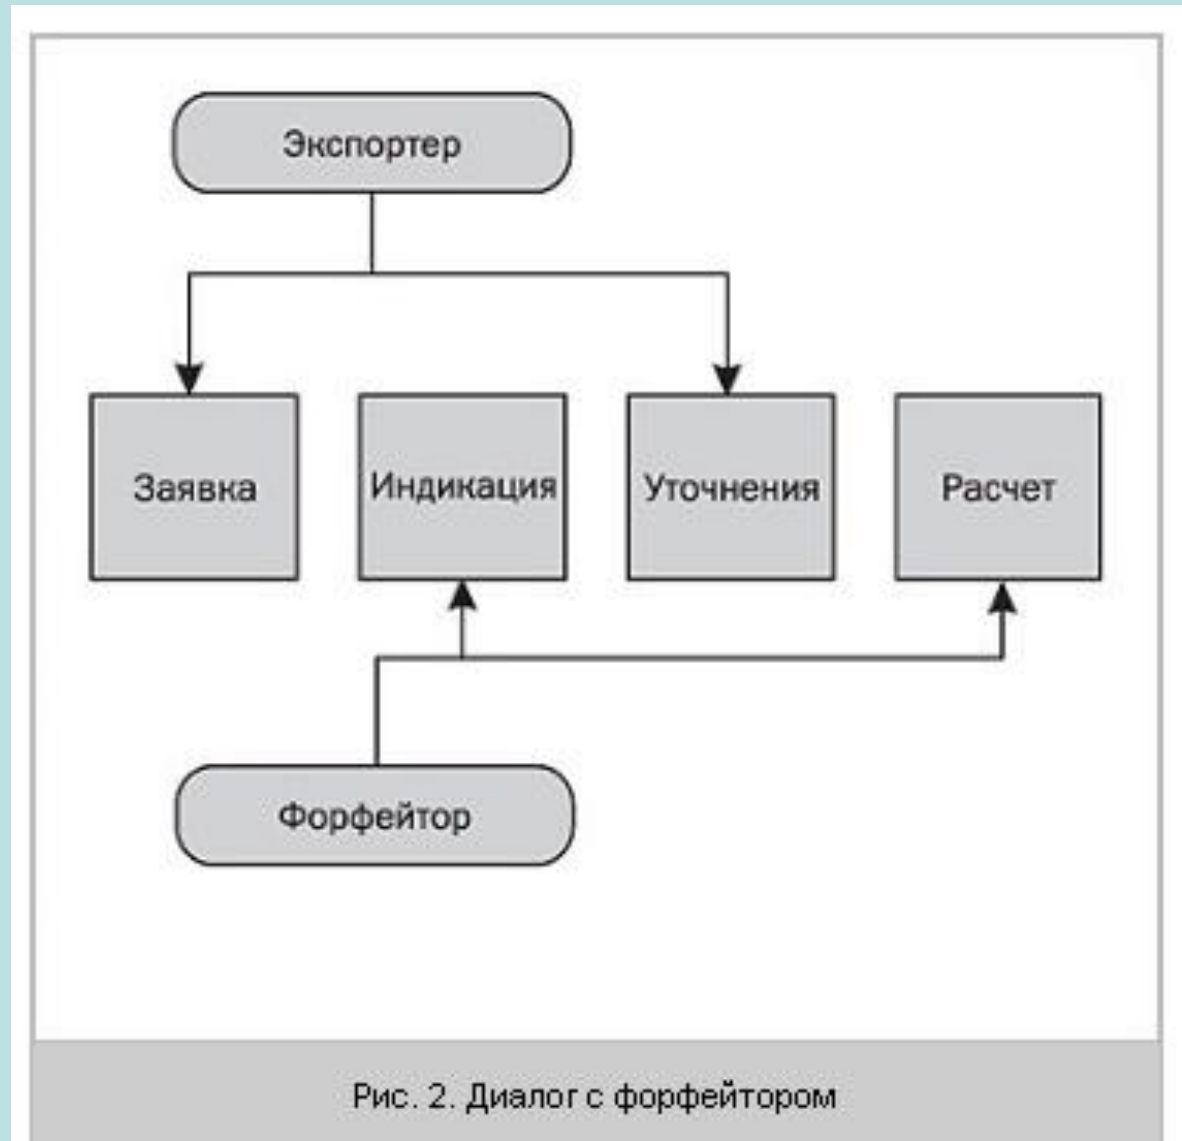 Экспортер
Заявка
Индикация
Уточнения
Расчет
Форфейтор
Рис. 2. Диалог с форфейтором